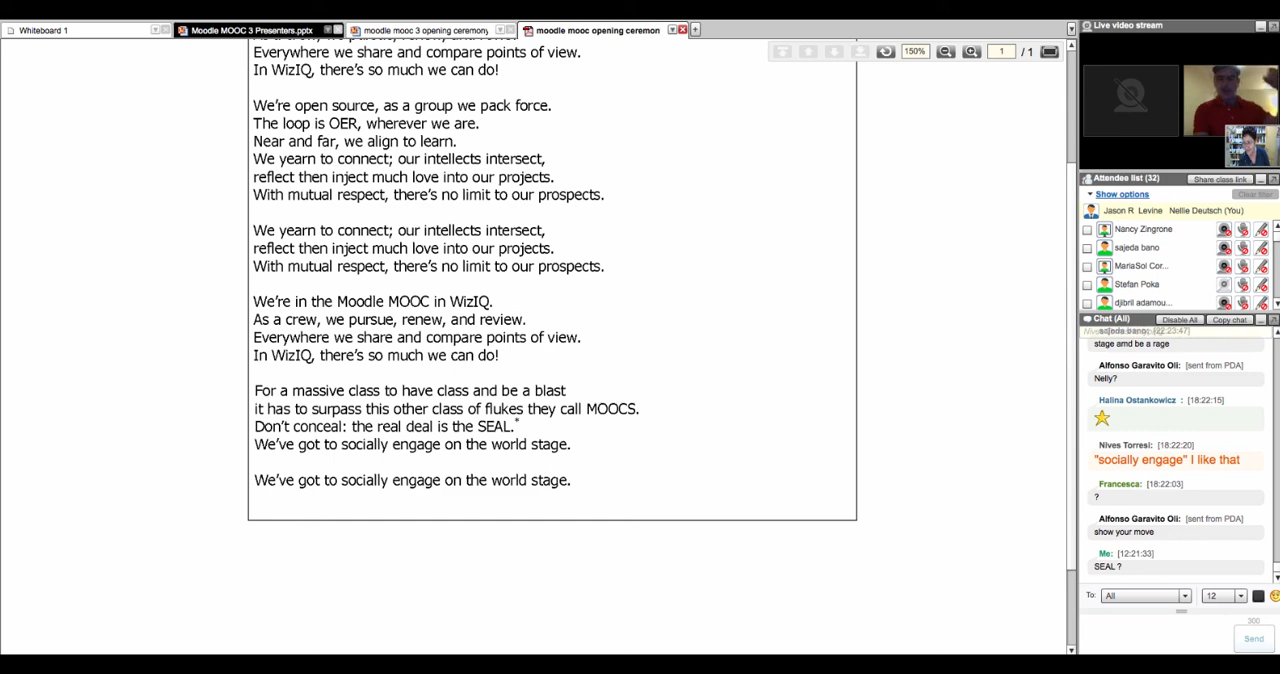 Whiteboard 1
Moodle MOOC 3 Presenters.pptx
moodle mooc 3 opening ceremony
moodle mooc opening ceremon
Everywhere we share and compare points of view.
In WizIQ, there's so much we can do!
We're open source, as a group we pack force.
The loop is OER, wherever we are.
Near and far, we align to learn.
We yearn to connect; our intellects intersect,
reflect then inject much love into our projects.
With mutual respect, there's no limit to our prospects.
We yearn to connect; our intellects intersect,
reflect then inject much love into our projects.
With mutual respect, there's no limit to our prospects.
We're in the Moodle MOOC in WizIQ.
As a crew, we pursue, renew, and review.
Everywhere we share and compare points of view.
In WizIQ, there's so much we can do!
For a massive class to have class and be a blast
it has to surpass this other class of flukes they call MOOCS.
Don't conceal: the real deal is the SEAL."
We've got to socially engage on the world stage.
We've got to socially engage on the world stage.
150%
1 / 1
Live video stream
Attendee list (32)
Share class link
Show options
Clear filter
Jason R Levine Nellie Deutsch (You)
Nancy Zingrone
sajeda bano
MariaSol Cor...
Stefan Poka
djibril adamou...
Chat (All)
Disable All
Copy chat
sajeda bano: [22:23:47]
stage amd be a rage
Alfonso Garavito Oli: [sent from PDA]
Nelly?
Halina Ostankowicz : [18:22:15]
Nives Torresi: [18:22:20]
"socially engage" I like that
Francesca: [18:22:03]
?
Alfonso Garavito Oli: [sent from PDA]
show your move
Me: [12:21:33]
SEAL ?
To: All 12
300
Send